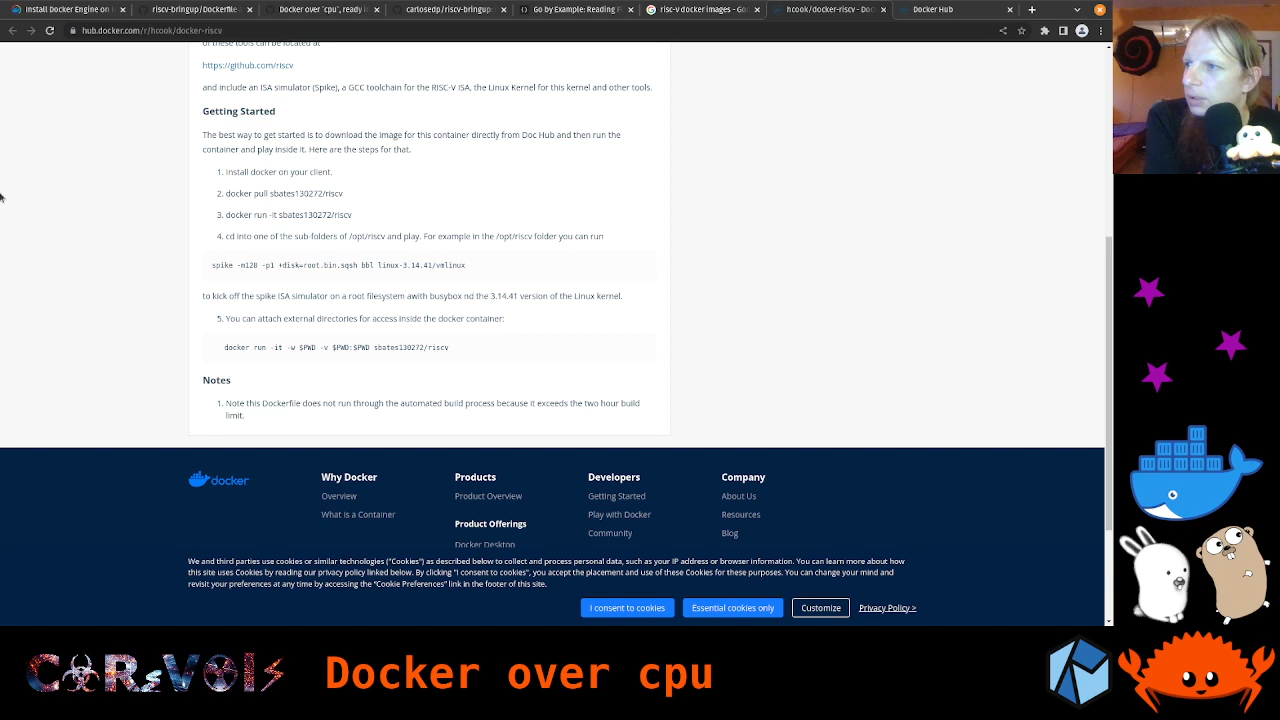 Install Docker Engine on
riscv-bringup/Dockerfile
Docker over `cpu`, ready
carlosedp/riscv-bringup:
Go by Example: Reading F
risc-v docker images - Go
hcook/docker-riscv - Doc
Docker Hub
hub.docker.com/r/hcook/docker-riscv
of these tools can be located at
https://github.com/riscv
and include an ISA simulator (Spike), a GCC toolchain for the RISC-V ISA, the Linux Kernel for this kernel and other tools.
Getting Started
The best way to get started is to download the image for this container directly from Doc Hub and then run the
container and play inside it. Here are the steps for that.
1. Install docker on your client.
2. docker pull sbates130272/riscv
3. docker run -it sbates130272/riscv
4. cd into one of the sub-folders of /opt/riscv and play. For example in the /opt/riscv folder you can run
spike -m128 -p1 +disk=root.bin.sqsh bbl linux-3.14.41/vmlinux
to kick off the spike ISA simulator on a root filesystem awith busybox nd the 3.14.41 version of the Linux kernel.
5. You can attach external directories for access inside the docker container:
docker run -it -w $PWD -v $PWD:$PWD sbates130272/riscv
Notes
1. Note this Dockerfile does not run through the automated build process because it exceeds the two hour build
limit.
docker
Why Docker
Overview
What is a Container
Products
Product Overview
Product Offerings
Docker Desktop
Developers
Getting Started
Play with Docker
Community
Company
About Us
Resources
Blog
We and third parties use cookies or similar technologies ("Cookies") as described below to collect and process personal data, such as your IP address or browser information. You can learn more about how
this site uses Cookies by reading our privacy policy linked below. By clicking "I consent to cookies", you accept the placement and use of these Cookies for these purposes. You can change your mind and
revisit your preferences at any time by accessing the "Cookie Preferences" link in the footer of this site.
I consent to cookies
Essential cookies only
Customize
Privacy Policy >
Docker over cpu